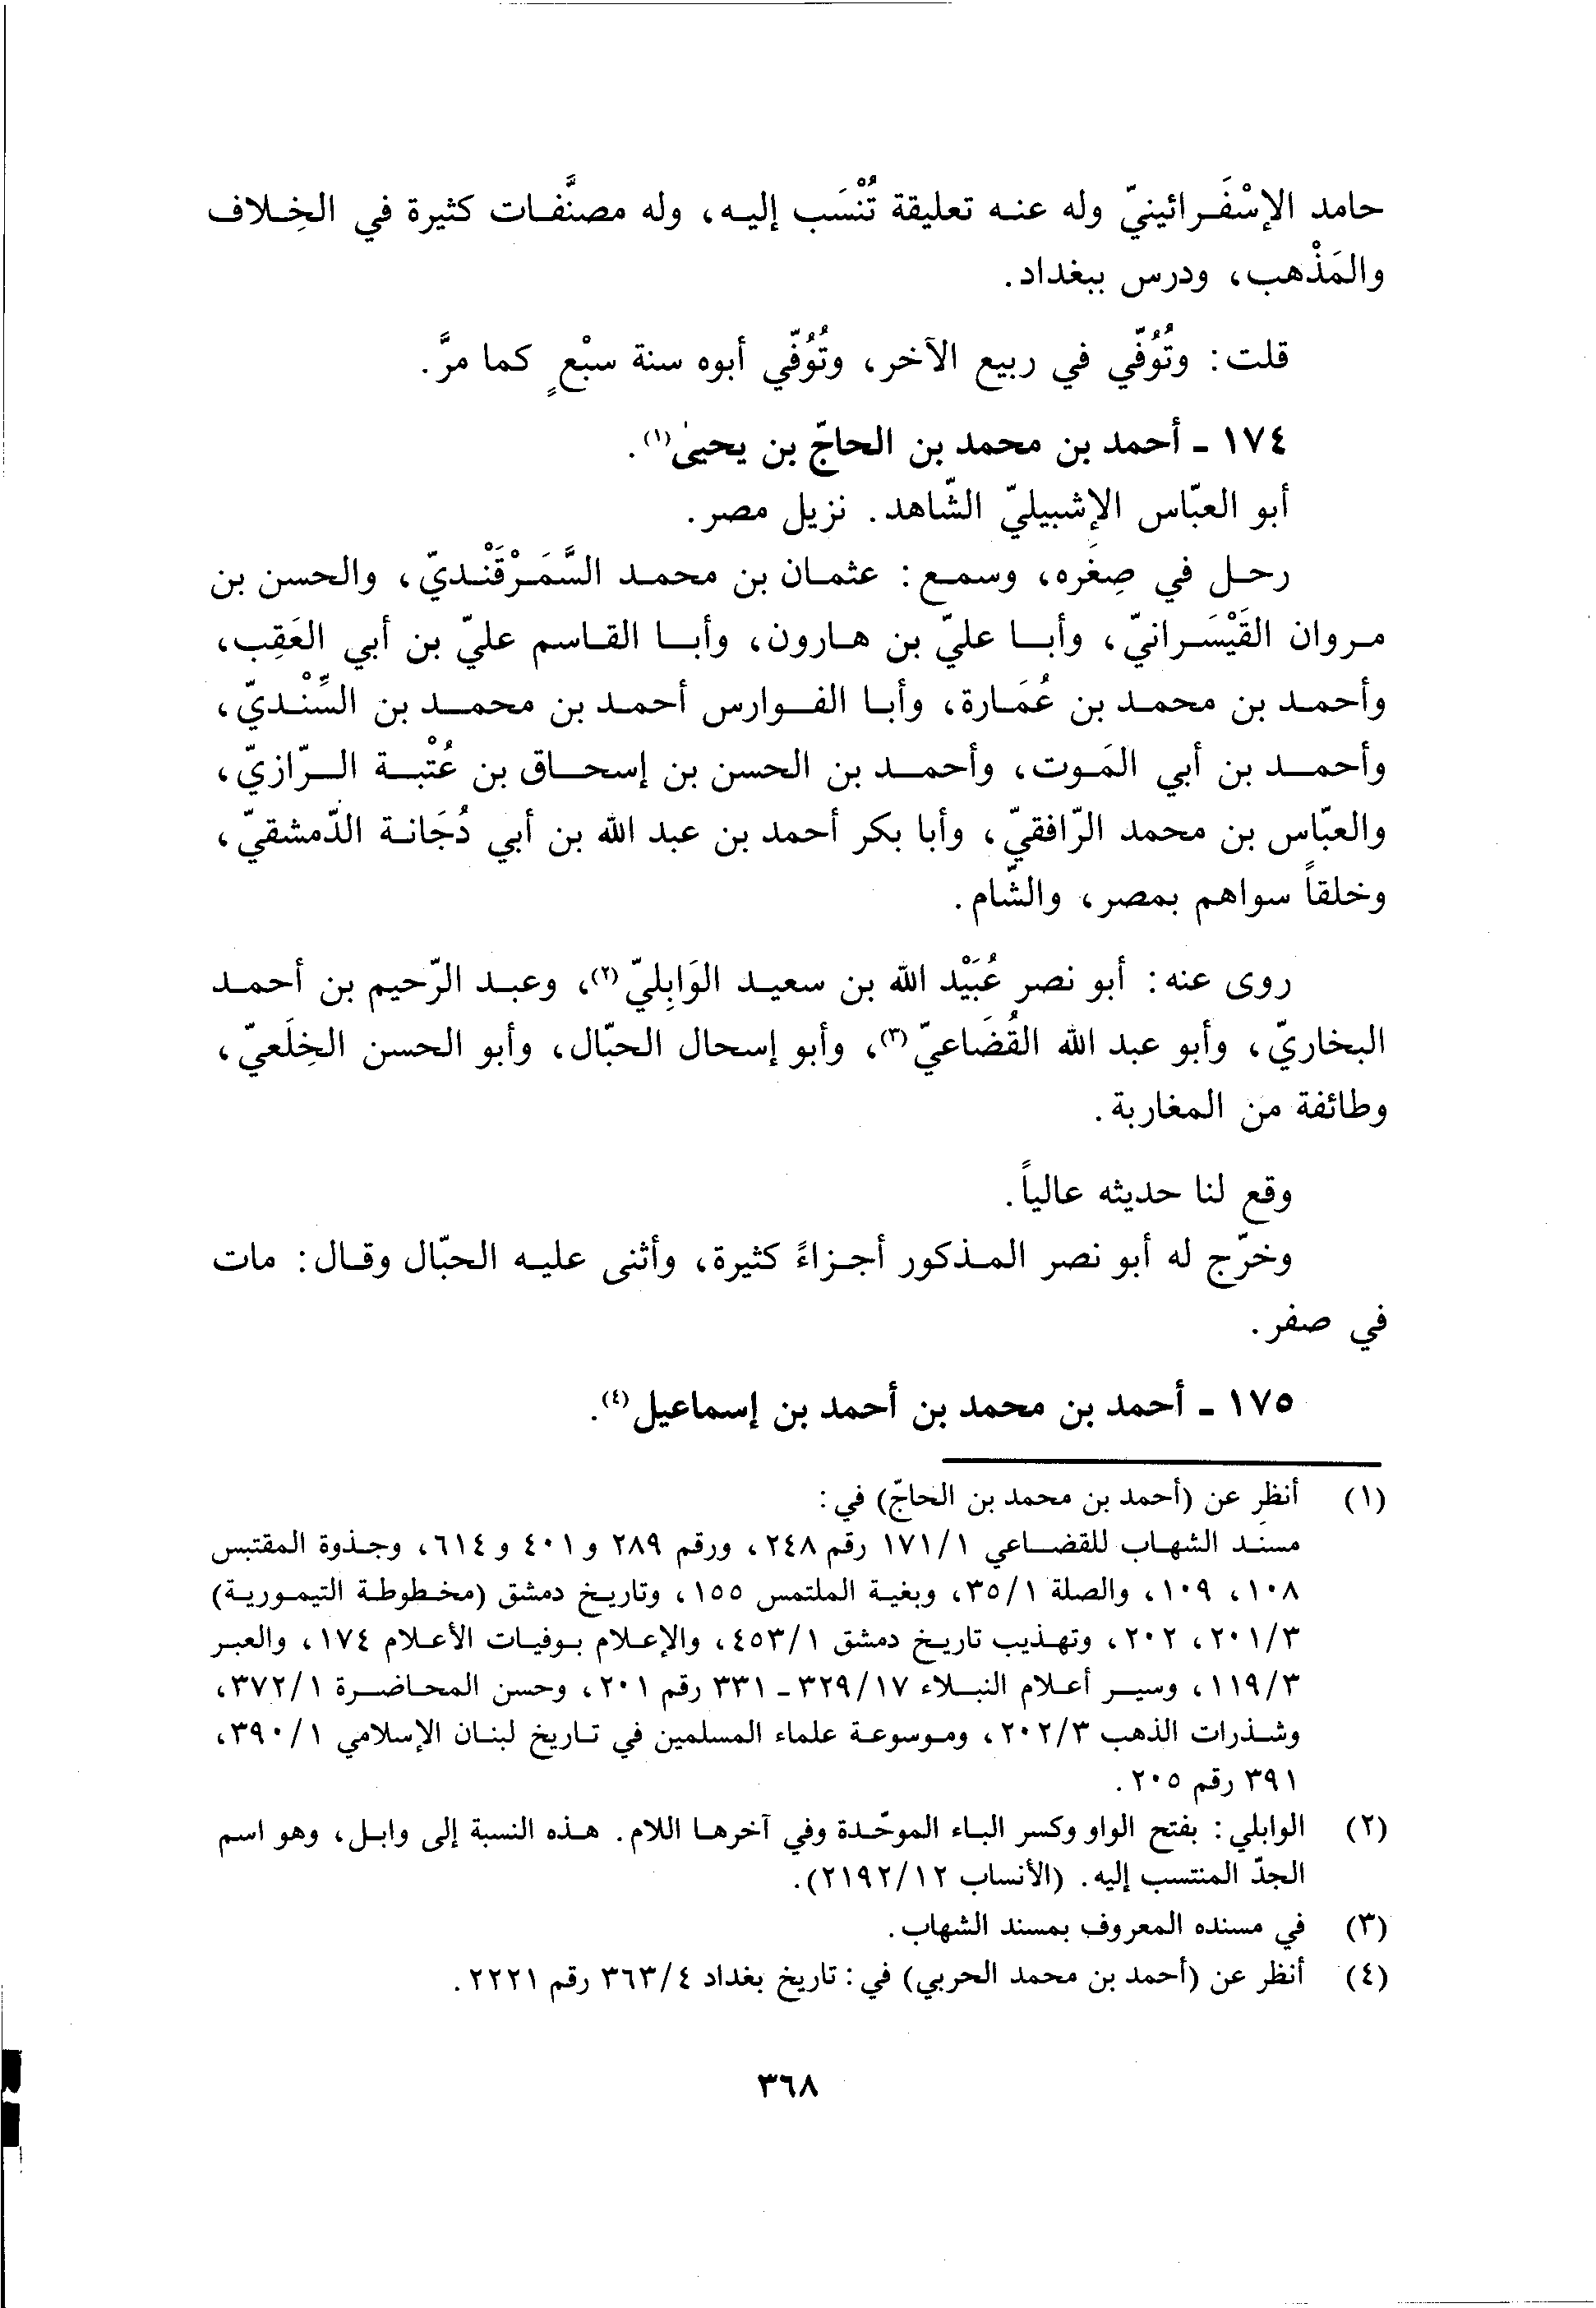 حامد الإسْفَرائينيّ وله عنه تعليقة تُنْسَب إليه، وله مصنَّفات كثيرة في الخِلاف
والمَذْهب، ودرس ببغداد.
قلت: وتُوُفّي في ربيع الآخر، وتُوُفّي أبوه سنة سبْعٍ كما مرَّ.
١٧٤ - أحمد بن محمد بن الحاجّ بن يحيىٰ(١).
أبو العبّاس الإشبيليّ الشّاهد. نزيل مصر.
رحل في صِغَره، وسمع: عثمان بن محمد السَّمَرْقَنْديّ، والحسن بن
مروان القَيْسَرانيّ، وأبا عليّ بن هارون، وأبا القاسم عليّ بن أبي العَقِب،
وأحمد بن محمد بن عُمَارة، وأبا الفوارس أحمد بن محمد بن السِّنْديّ،
وأحمد بن أبي المَوت، وأحمد بن الحسن بن إسحاق بن عُتْبة الرّازيّ،
والعبّاس بن محمد الرّافقيّ، وأبا بكر أحمد بن عبد الله بن أبي دُجَانة الدّمشقيّ،
وخلقاً سواهم بمصر، والشّام.
روى عنه: أبو نصر عُبَيْد الله بن سعيد الوَابِليّ(٢)، وعبد الرّحيم بن أحمد
البخاريّ، وأبو عبد الله القُضَاعيّ(٣)، وأبو إسحال الحبّال، وأبو الحسن الخِلَعيّ،
وطائفة من المغاربة.
وقع لنا حديثه عالياً.
وخرّج له أبو نصر المذكور أجزاءً كثيرة، وأثنى عليه الحبّال وقال: مات
في صفر.
١٧٥ - أحمد بن محمد بن أحمد بن إسماعيل(٤).
(١) أنظر عن (أحمد بن محمد بن الحاجّ) في:
مسند الشهاب للقضاعي ١/١٧١ رقم ٢٤٨، ورقم ٢٨٩ و٤٠١ و٦١٤، وجذوة المقتبس
١٠٨، ١٠٩، والصلة ١/٣٥، وبغية الملتمس ١٥٥، وتاريخ دمشق (مخطوطة التيمورية)
٣/٢٠١، ٢٠٢، وتهذيب تاريخ دمشق ١/٤٥٣، والإعلام بوفيات الأعلام ١٧٤، والعبر
٣/١١٩، وسير أعلام النبلاء ١٧/٣٢٩ - ٣٣١ رقم ٢٠١، وحسن المحاضرة ١/٣٧٢،
وشذرات الذهب ٣/٢٠٢، وموسوعة علماء المسلمين في تاريخ لبنان الإسلامي ١/٣٩٠،
٣٩١ رقم ٢٠٥.
(٢) الوابلي: بفتح الواو وكسر الباء الموحّدة وفي آخرها اللام. هذه النسبة إلى وابل، وهو اسم
الجدّ المنتسب إليه. (الأنساب ١٢/٢١٩٢).
(٣) في مسنده المعروف بمسند الشهاب.
(٤) أنظر عن (أحمد بن محمد الحربي) في: تاريخ بغداد ٤/٣٦٣ رقم ٢٢٢١.
٣٦٨